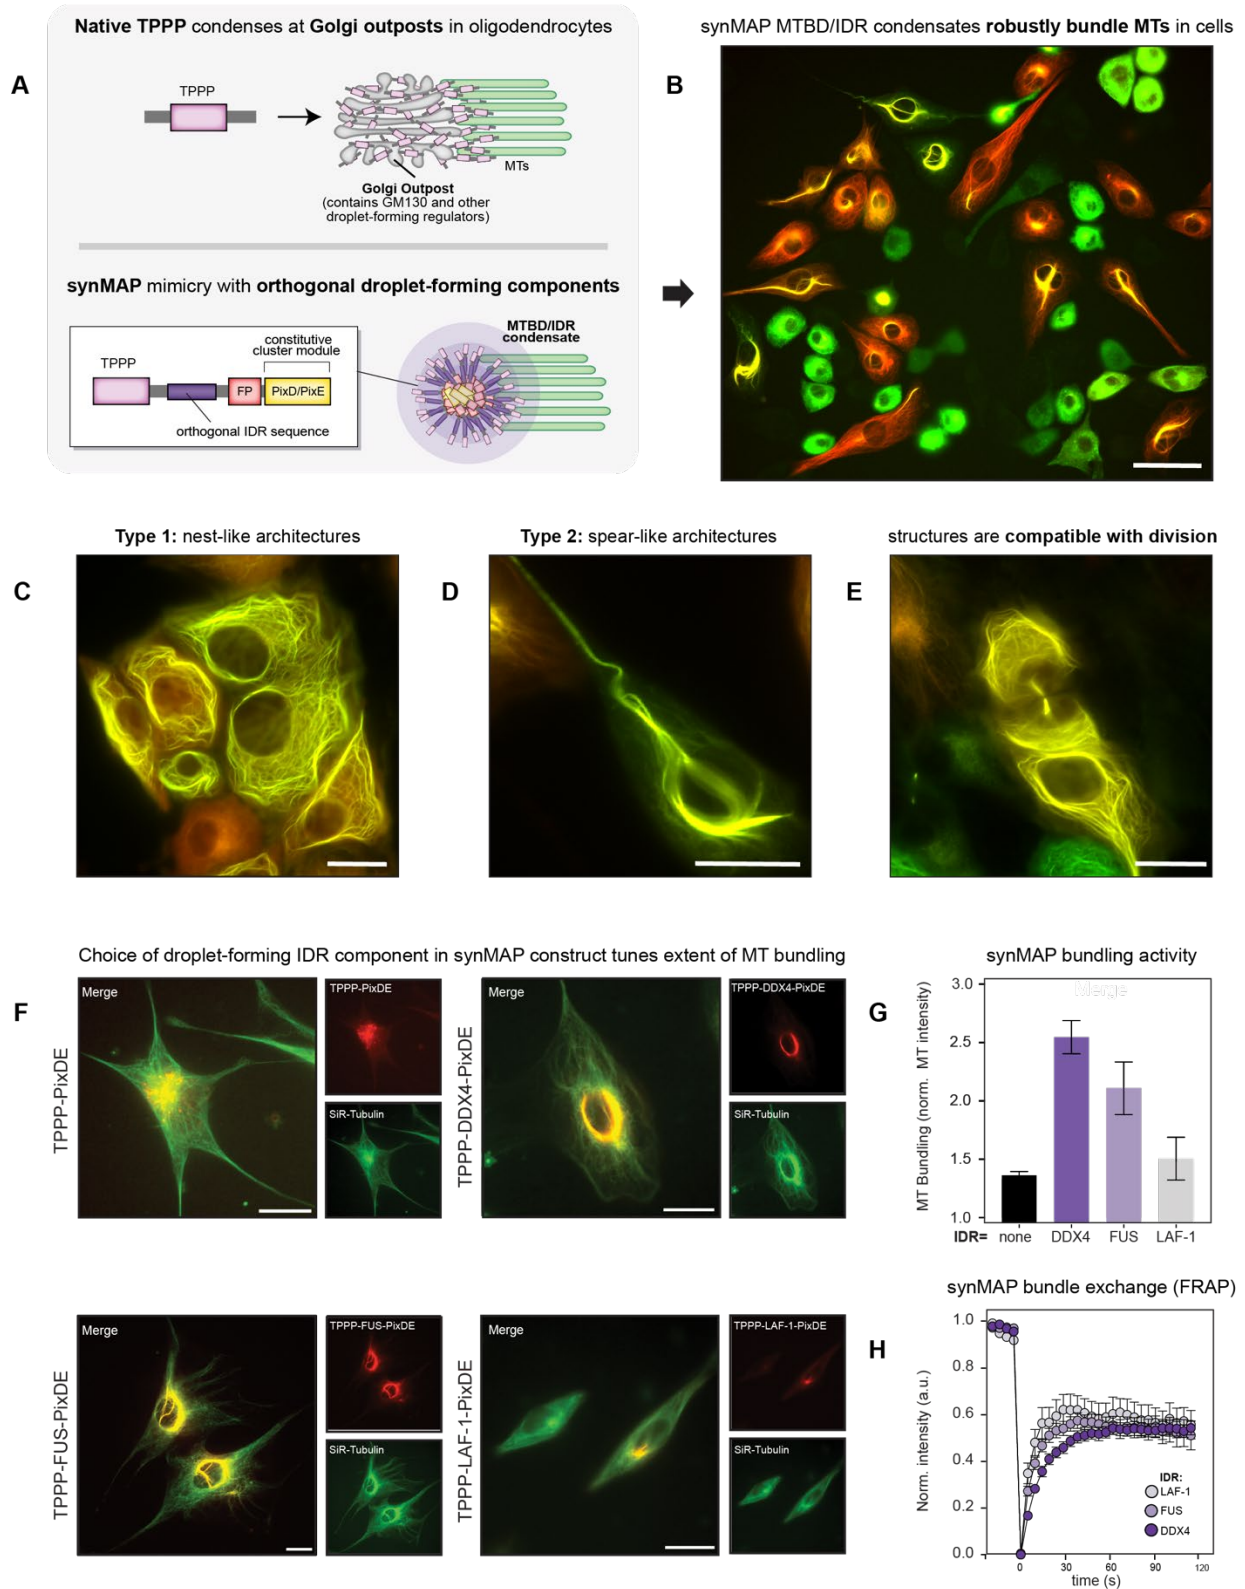 Native TPPP condenses at Golgi outposts in oligodendrocytes
A
TPPP
MTs
Golgi Outpost
(contains GM130 and other
droplet-forming regulators)
synMAP mimicry with orthogonal droplet-forming components
constitutive
cluster module
TPPP
FP
PixD/PixE
orthogonal IDR sequence
MTBD/IDR
condensate
synMAP MTBD/IDR condensates robustly bundle MTs in cells
B
Type 1: nest-like architectures
C
Type 2: spear-like architectures
D
structures are compatible with division
E
Choice of droplet-forming IDR component in synMAP construct tunes extent of MT bundling
F
TPPP-PixDE
Merge
TPPP-PixDE
SiR-Tubulin
TPPP-DDX4-PixDE
Merge
TPPP-DDX4-PixDE
SiR-Tubulin
TPPP-FUS-PixDE
Merge
TPPP-FUS-PixDE
SiR-Tubulin
TPPP-LAF-1-PixDE
Merge
TPPP-LAF-1-PixDE
SiR-Tubulin
synMAP bundling activity
G
Merge
MT Bundling (norm. MT intensity)
3.0
2.5
2.0
1.5
1.0
IDR= none DDX4 FUS LAF-1
synMAP bundle exchange (FRAP)
H
Norm. intensity (a.u.)
1.0
0.8
0.6
0.4
0.2
0.0
IDR:
LAF-1
FUS
DDX4
0 30 60 90 120
time (s)